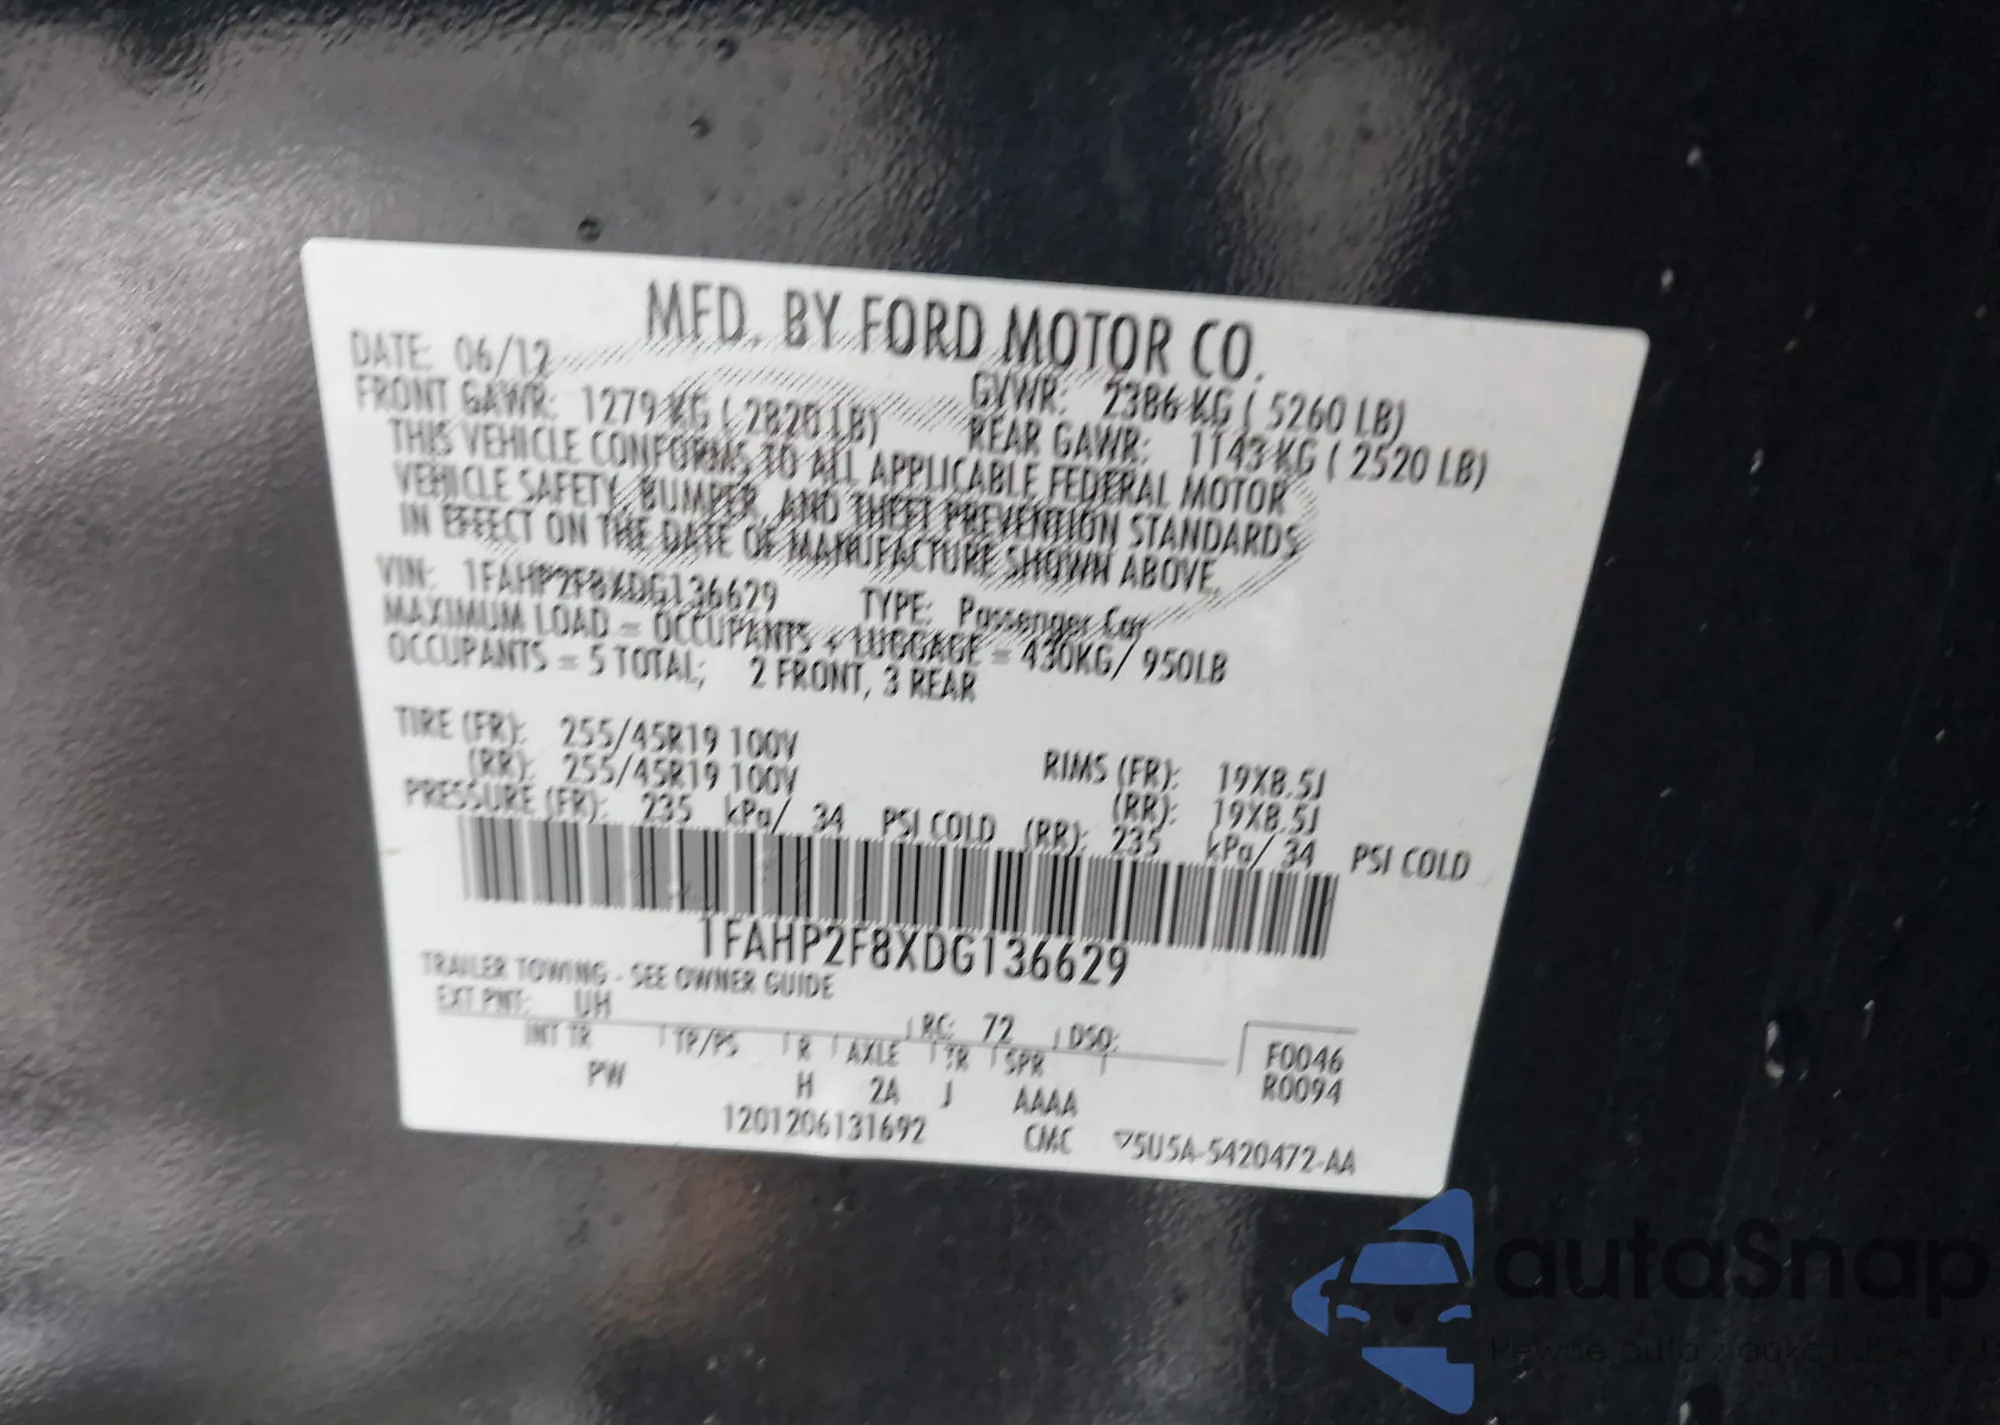 MFD. BY FORD MOTOR CO.
DATE: 06/12 GVWR: 2386 KG ( 5260 LB)
FRONT GAWR: 1279 KG ( 2820 LB) REAR GAWR: 1143 KG ( 2520 LB)
THIS VEHICLE CONFORMS TO ALL APPLICABLE FEDERAL MOTOR
VEHICLE SAFETY, BUMPER, AND THEFT PREVENTION STANDARDS
IN EFFECT ON THE DATE OF MANUFACTURE SHOWN ABOVE.
VIN: 1FAHP2F8XDG136629 TYPE: Passenger Car
MAXIMUM LOAD = OCCUPANTS + LUGGAGE = 430KG/ 950LB
OCCUPANTS = 5 TOTAL; 2 FRONT, 3 REAR
TIRE (FR): 255/45R19 100V RIMS (FR): 19X8.5J
(RR): 255/45R19 100V (RR): 19X8.5J
PRESSURE (FR): 235 kPa/ 34 PSI COLD (RR): 235 kPa/ 34 PSI COLD
1FAHP2F8XDG136629
TRAILER TOWING - SEE OWNER GUIDE
EXT PNT: UH RC: 72 DSO: F0046
INT TR TP/PS R AXLE TR SPR R0094
PW H 2A J AAAA
1201206131692 CMC ▽5U5A-5420472-AA
autaSnap
Pewne auto z aukcji USA